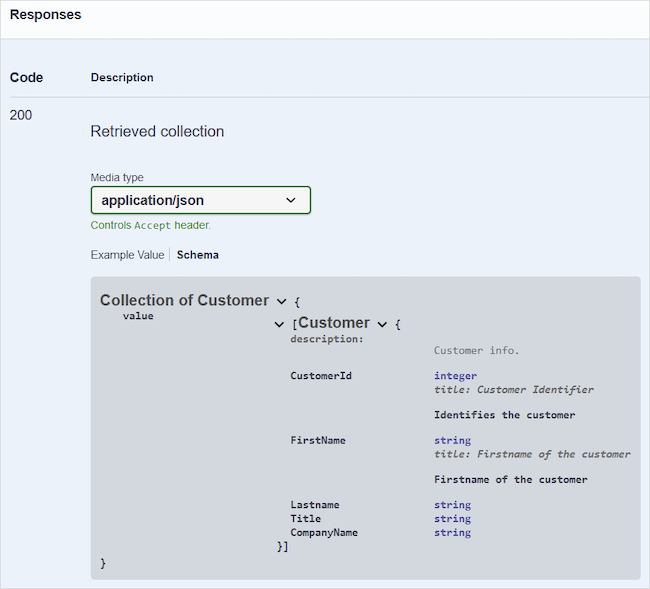 Responses
Code Description
200
Retrieved collection
Media type
application/json
Controls Accept header.
Example Value Schema
Collection of Customer {
value
[Customer {
description:
Customer info.
CustomerId integer
title: Customer Identifier
Identifies the customer
FirstName string
title: Firstname of the customer
Firstname of the customer
Lastname string
Title string
CompanyName string
}]
}